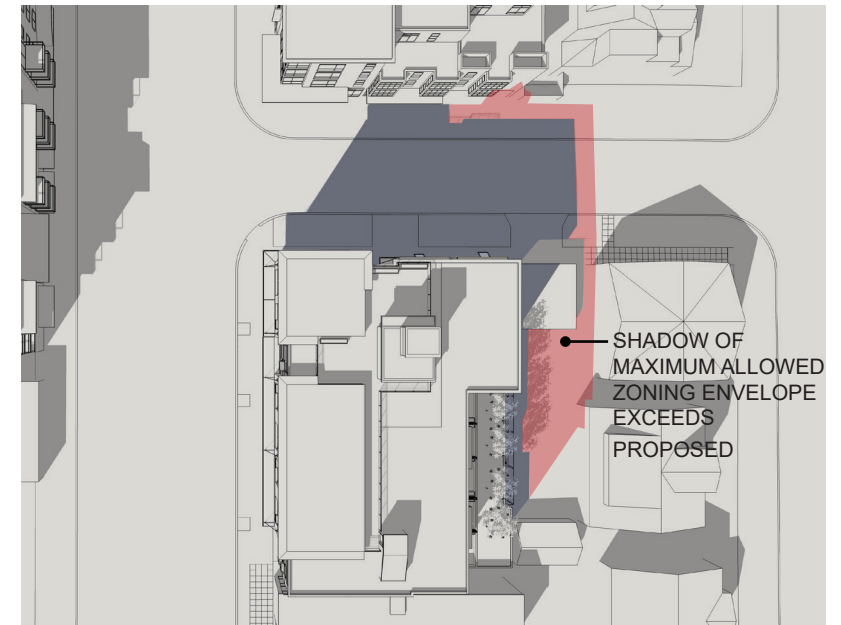 SHADOW OF
MAXIMUM ALLOWED
ZONING ENVELOPE
EXCEEDS
PROPOSED